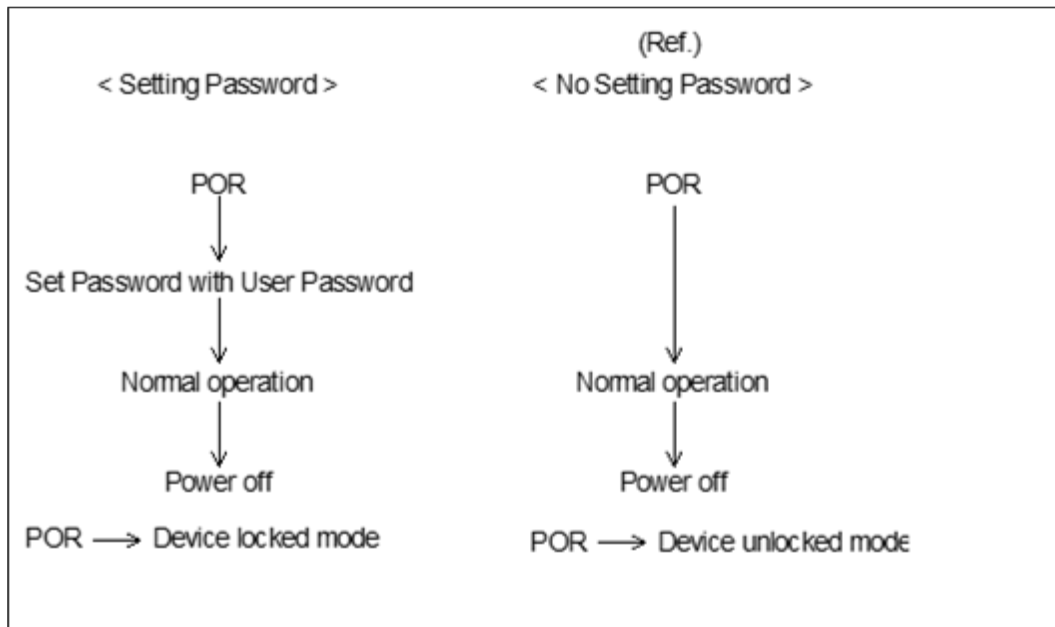 (Ref.)
< Setting Password >
< No Setting Password >
POR
POR
Set Password with User Password
Normal operation
Normal operation
Power off
Power off
POR → Device locked mode
POR → Device unlocked mode